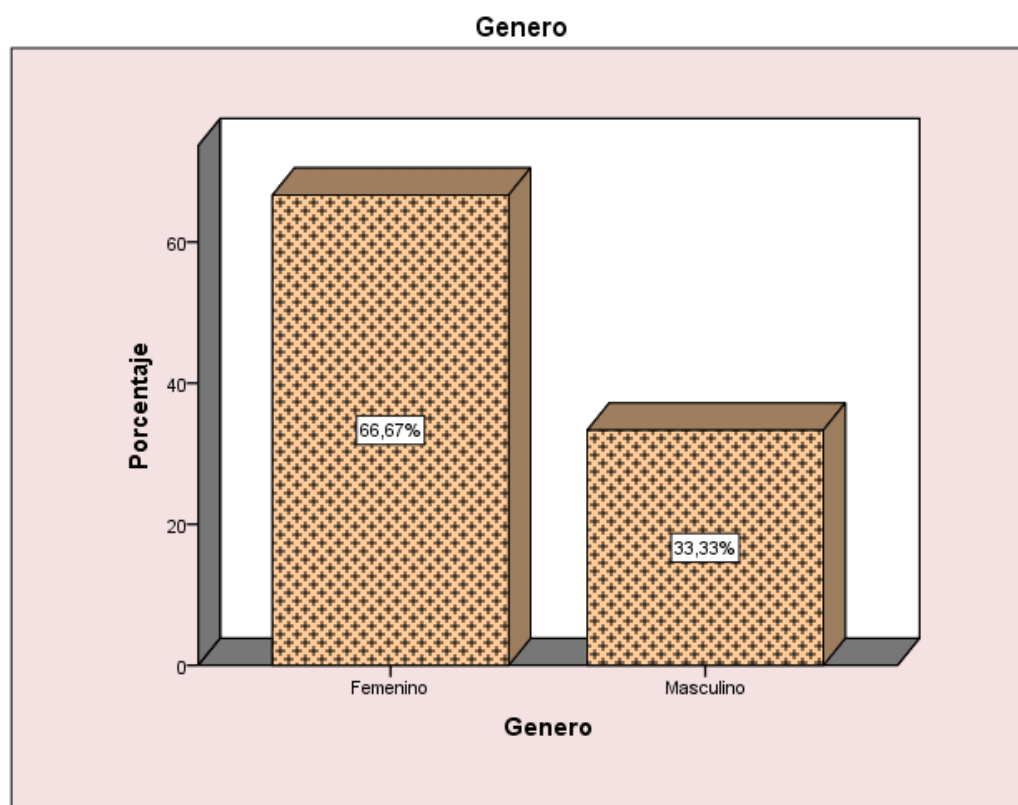 Genero
Porcentaje
60
40
20
0
66,67%
33,33%
Femenino
Masculino
Genero